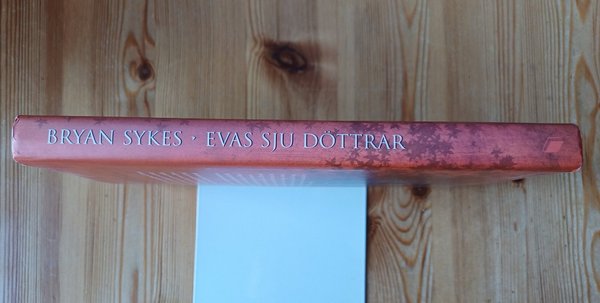 BRYAN SYKES · EVAS SJU DÖTTRAR